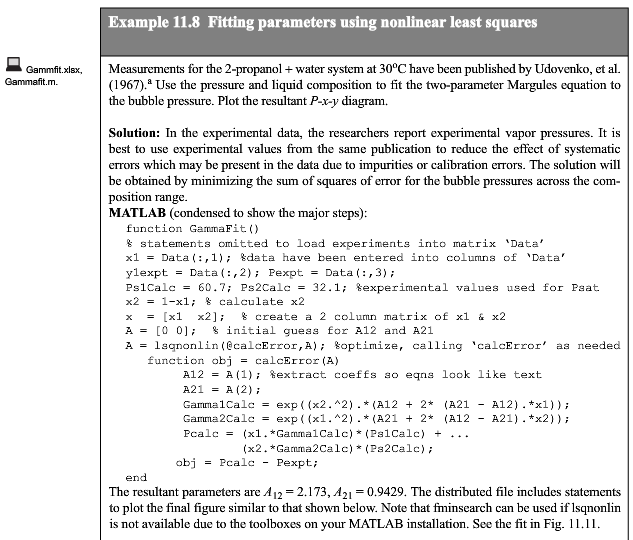 Example 11.8 Fitting parameters using nonlinear least squares
Gammfit.xlsx,
Gammafit.m.
Measurements for the 2-propanol + water system at 30°C have been published by Udovenko, et al.
(1967).ª Use the pressure and liquid composition to fit the two-parameter Margules equation to
the bubble pressure. Plot the resultant P-x-y diagram.
Solution: In the experimental data, the researchers report experimental vapor pressures. It is
best to use experimental values from the same publication to reduce the effect of systematic
errors which may be present in the data due to impurities or calibration errors. The solution will
be obtained by minimizing the sum of squares of error for the bubble pressures across the com-
position range.
MATLAB (condensed to show the major steps):
function GammaFit()
% statements omitted to load experiments into matrix ‘Data’
x1 = Data(:,1); %data have been entered into columns of ‘Data’
y1expt = Data(:,2); Pexpt = Data(:,3);
Ps1Calc = 60.7; Ps2Calc = 32.1; %experimental values used for Psat
x2 = 1-x1; % calculate x2
x = [x1 x2]; % create a 2 column matrix of x1 & x2
A = [0 0]; % initial guess for A12 and A21
A = lsqnonlin(@calcError,A); %optimize, calling ‘calcError’ as needed
function obj = calcError(A)
A12 = A(1); %extract coeffs so eqns look like text
A21 = A(2);
Gamma1Calc = exp((x2.^2).*(A12 + 2*(A21 - A12).*x1));
Gamma2Calc = exp((x1.^2).*(A21 + 2*(A12 - A21).*x2));
Pcalc = (x1.*Gamma1Calc)*(Ps1Calc) + ...
(x2.*Gamma2Calc)*(Ps2Calc);
obj = Pcalc - Pexpt;
end
The resultant parameters are A12 = 2.173, A21 = 0.9429. The distributed file includes statements
to plot the final figure similar to that shown below. Note that fminsearch can be used if lsqnonlin
is not available due to the toolboxes on your MATLAB installation. See the fit in Fig. 11.11.